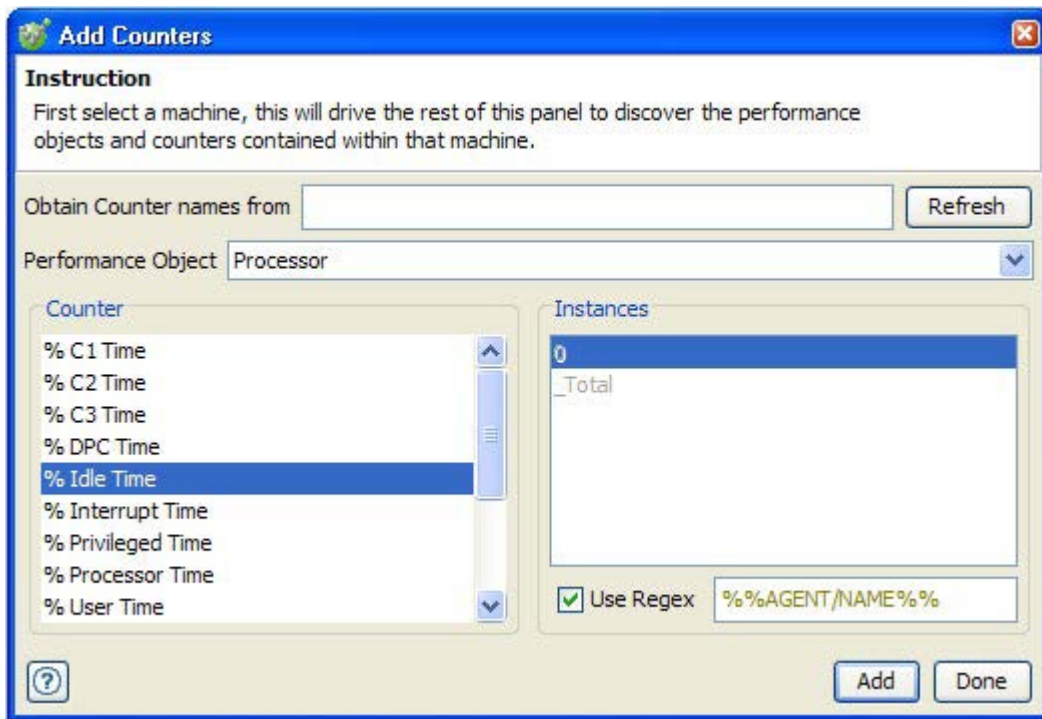 Add Counters
Instruction
First select a machine, this will drive the rest of this panel to discover the performance
objects and counters contained within that machine.
Obtain Counter names from
Refresh
Performance Object
Processor
Counter
% C1 Time
% C2 Time
% C3 Time
% DPC Time
% Idle Time
% Interrupt Time
% Privileged Time
% Processor Time
% User Time
Instances
0
_Total
Use Regex
%%AGENT/NAME%%
?
Add
Done